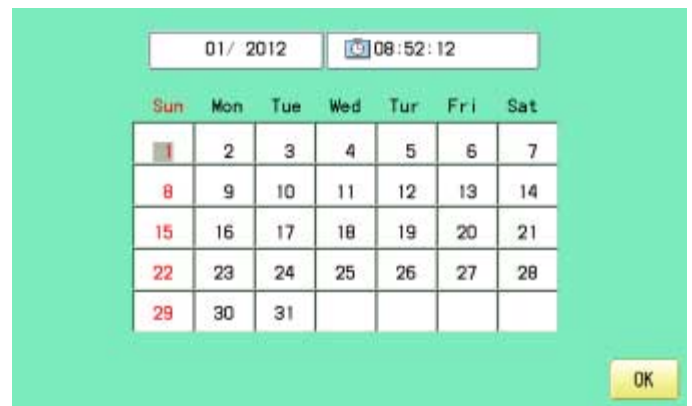 01/ 2012 08:52:12
Sun Mon Tue Wed Tur Fri Sat
1 2 3 4 5 6 7
8 9 10 11 12 13 14
15 16 17 18 19 20 21
22 23 24 25 26 27 28
29 30 31
OK